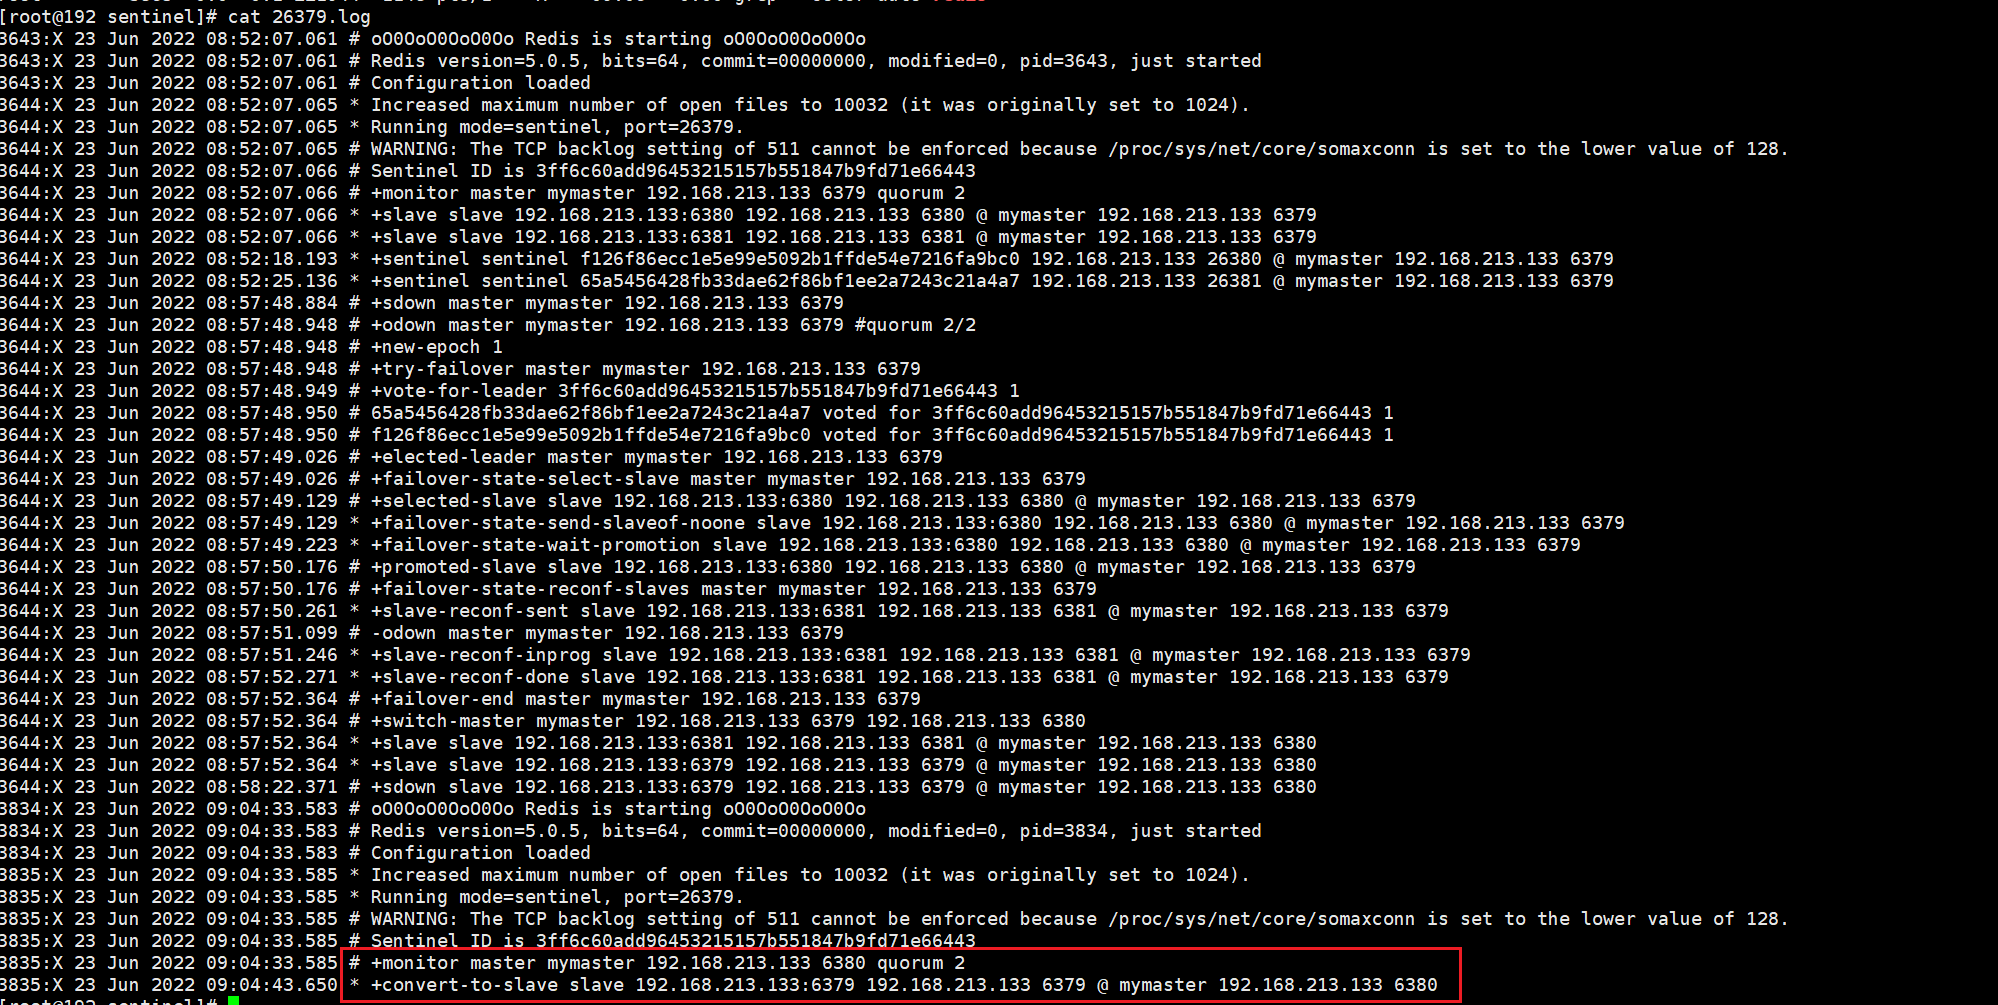 [root@192 sentinel]# cat 26379.log
3643:X 23 Jun 2022 08:52:07.061 # oO0OoO0OoO0Oo Redis is starting oO0OoO0OoO0Oo
3643:X 23 Jun 2022 08:52:07.061 # Redis version=5.0.5, bits=64, commit=00000000, modified=0, pid=3643, just started
3643:X 23 Jun 2022 08:52:07.061 # Configuration loaded
3644:X 23 Jun 2022 08:52:07.065 * Increased maximum number of open files to 10032 (it was originally set to 1024).
3644:X 23 Jun 2022 08:52:07.065 * Running mode=sentinel, port=26379.
3644:X 23 Jun 2022 08:52:07.065 # WARNING: The TCP backlog setting of 511 cannot be enforced because /proc/sys/net/core/somaxconn is set to the lower value of 128.
3644:X 23 Jun 2022 08:52:07.066 # Sentinel ID is 3ff6c60add96453215157b551847b9fd71e66443
3644:X 23 Jun 2022 08:52:07.066 # +monitor master mymaster 192.168.213.133 6379 quorum 2
3644:X 23 Jun 2022 08:52:07.066 * +slave slave 192.168.213.133:6380 192.168.213.133 6380 @ mymaster 192.168.213.133 6379
3644:X 23 Jun 2022 08:52:07.066 * +slave slave 192.168.213.133:6381 192.168.213.133 6381 @ mymaster 192.168.213.133 6379
3644:X 23 Jun 2022 08:52:18.193 * +sentinel sentinel f126f86ecc1e5e99e5092b1ffde54e7216fa9bc0 192.168.213.133 26380 @ mymaster 192.168.213.133 6379
3644:X 23 Jun 2022 08:52:25.136 * +sentinel sentinel 65a5456428fb33dae62f86bf1ee2a7243c21a4a7 192.168.213.133 26381 @ mymaster 192.168.213.133 6379
3644:X 23 Jun 2022 08:57:48.884 # +sdown master mymaster 192.168.213.133 6379
3644:X 23 Jun 2022 08:57:48.948 # +odown master mymaster 192.168.213.133 6379 #quorum 2/2
3644:X 23 Jun 2022 08:57:48.948 # +new-epoch 1
3644:X 23 Jun 2022 08:57:48.948 # +try-failover master mymaster 192.168.213.133 6379
3644:X 23 Jun 2022 08:57:48.949 # +vote-for-leader 3ff6c60add96453215157b551847b9fd71e66443 1
3644:X 23 Jun 2022 08:57:48.950 # 65a5456428fb33dae62f86bf1ee2a7243c21a4a7 voted for 3ff6c60add96453215157b551847b9fd71e66443 1
3644:X 23 Jun 2022 08:57:48.950 # f126f86ecc1e5e99e5092b1ffde54e7216fa9bc0 voted for 3ff6c60add96453215157b551847b9fd71e66443 1
3644:X 23 Jun 2022 08:57:49.026 # +elected-leader master mymaster 192.168.213.133 6379
3644:X 23 Jun 2022 08:57:49.026 # +failover-state-select-slave master mymaster 192.168.213.133 6379
3644:X 23 Jun 2022 08:57:49.129 # +selected-slave slave 192.168.213.133:6380 192.168.213.133 6380 @ mymaster 192.168.213.133 6379
3644:X 23 Jun 2022 08:57:49.129 * +failover-state-send-slaveof-noone slave 192.168.213.133:6380 192.168.213.133 6380 @ mymaster 192.168.213.133 6379
3644:X 23 Jun 2022 08:57:49.223 * +failover-state-wait-promotion slave 192.168.213.133:6380 192.168.213.133 6380 @ mymaster 192.168.213.133 6379
3644:X 23 Jun 2022 08:57:50.176 # +promoted-slave slave 192.168.213.133:6380 192.168.213.133 6380 @ mymaster 192.168.213.133 6379
3644:X 23 Jun 2022 08:57:50.176 # +failover-state-reconf-slaves master mymaster 192.168.213.133 6379
3644:X 23 Jun 2022 08:57:50.261 * +slave-reconf-sent slave 192.168.213.133:6381 192.168.213.133 6381 @ mymaster 192.168.213.133 6379
3644:X 23 Jun 2022 08:57:51.099 # -odown master mymaster 192.168.213.133 6379
3644:X 23 Jun 2022 08:57:51.246 * +slave-reconf-inprog slave 192.168.213.133:6381 192.168.213.133 6381 @ mymaster 192.168.213.133 6379
3644:X 23 Jun 2022 08:57:52.271 * +slave-reconf-done slave 192.168.213.133:6381 192.168.213.133 6381 @ mymaster 192.168.213.133 6379
3644:X 23 Jun 2022 08:57:52.364 # +failover-end master mymaster 192.168.213.133 6379
3644:X 23 Jun 2022 08:57:52.364 # +switch-master mymaster 192.168.213.133 6379 192.168.213.133 6380
3644:X 23 Jun 2022 08:57:52.364 * +slave slave 192.168.213.133:6381 192.168.213.133 6381 @ mymaster 192.168.213.133 6380
3644:X 23 Jun 2022 08:57:52.364 * +slave slave 192.168.213.133:6379 192.168.213.133 6379 @ mymaster 192.168.213.133 6380
3644:X 23 Jun 2022 08:58:22.371 # +sdown slave 192.168.213.133:6379 192.168.213.133 6379 @ mymaster 192.168.213.133 6380
3834:X 23 Jun 2022 09:04:33.583 # oO0OoO0OoO0Oo Redis is starting oO0OoO0OoO0Oo
3834:X 23 Jun 2022 09:04:33.583 # Redis version=5.0.5, bits=64, commit=00000000, modified=0, pid=3834, just started
3834:X 23 Jun 2022 09:04:33.583 # Configuration loaded
3835:X 23 Jun 2022 09:04:33.585 * Increased maximum number of open files to 10032 (it was originally set to 1024).
3835:X 23 Jun 2022 09:04:33.585 * Running mode=sentinel, port=26379.
3835:X 23 Jun 2022 09:04:33.585 # WARNING: The TCP backlog setting of 511 cannot be enforced because /proc/sys/net/core/somaxconn is set to the lower value of 128.
3835:X 23 Jun 2022 09:04:33.585 # Sentinel ID is 3ff6c60add96453215157b551847b9fd71e66443
3835:X 23 Jun 2022 09:04:33.585 # +monitor master mymaster 192.168.213.133 6380 quorum 2
3835:X 23 Jun 2022 09:04:43.650 * +convert-to-slave slave 192.168.213.133:6379 192.168.213.133 6379 @ mymaster 192.168.213.133 6380
[root@192 sentinel]#